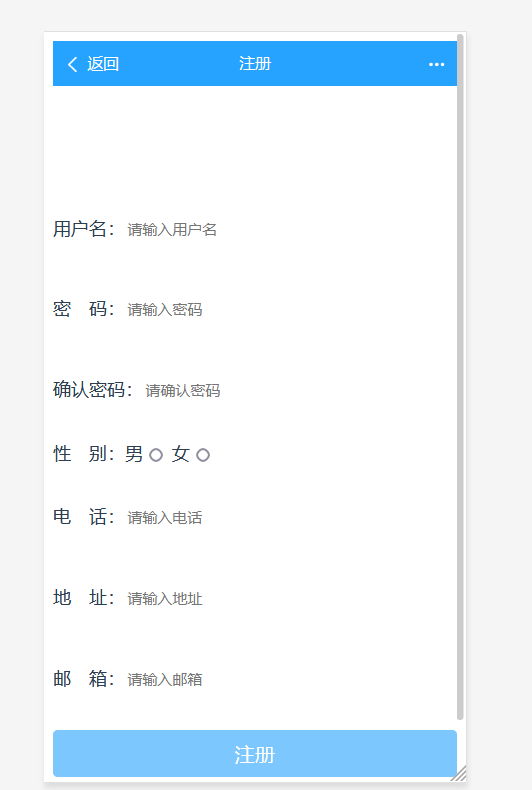 返回 注册
用户名： 请输入用户名
密　码： 请输入密码
确认密码： 请确认密码
性　别：男 女
电　话： 请输入电话
地　址： 请输入地址
邮　箱： 请输入邮箱
注册